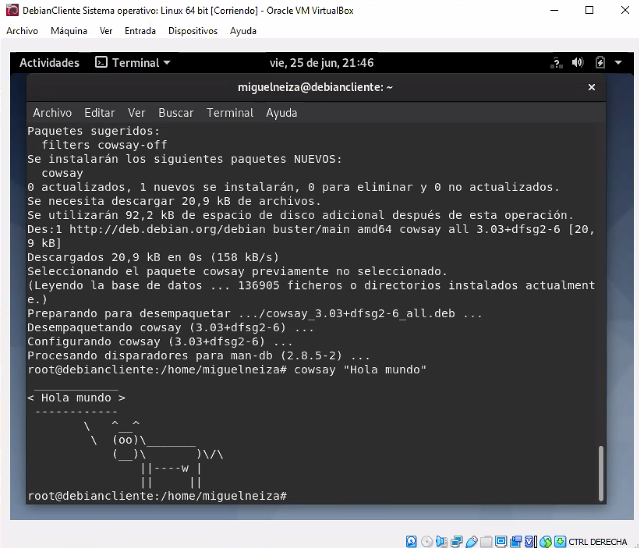 DebianCliente Sistema operativo: Linux 64 bit [Corriendo] - Oracle VM VirtualBox
Archivo Máquina Ver Entrada Dispositivos Ayuda
Actividades Terminal vie, 25 de jun, 21:46
miguelneiza@debiancliente: ~
Archivo Editar Ver Buscar Terminal Ayuda
Paquetes sugeridos:
  filters cowsay-off
Se instalarán los siguientes paquetes NUEVOS:
  cowsay
0 actualizados, 1 nuevos se instalarán, 0 para eliminar y 0 no actualizados.
Se necesita descargar 20,9 kB de archivos.
Se utilizarán 92,2 kB de espacio de disco adicional después de esta operación.
Des:1 http://deb.debian.org/debian buster/main amd64 cowsay all 3.03+dfsg2-6 [20,
9 kB]
Descargados 20,9 kB en 0s (158 kB/s)
Seleccionando el paquete cowsay previamente no seleccionado.
(Leyendo la base de datos ... 136905 ficheros o directorios instalados actualment
e.)
Preparando para desempaquetar .../cowsay_3.03+dfsg2-6_all.deb ...
Desempaquetando cowsay (3.03+dfsg2-6) ...
Configurando cowsay (3.03+dfsg2-6) ...
Procesando disparadores para man-db (2.8.5-2) ...
root@debiancliente:/home/miguelneiza# cowsay "Hola mundo"
 ____________
< Hola mundo >
 ------------
        \   ^__^
         \  (oo)\_______
            (__)\       )\/\
                ||----w |
                ||     ||
root@debiancliente:/home/miguelneiza#
CTRL DERECHA